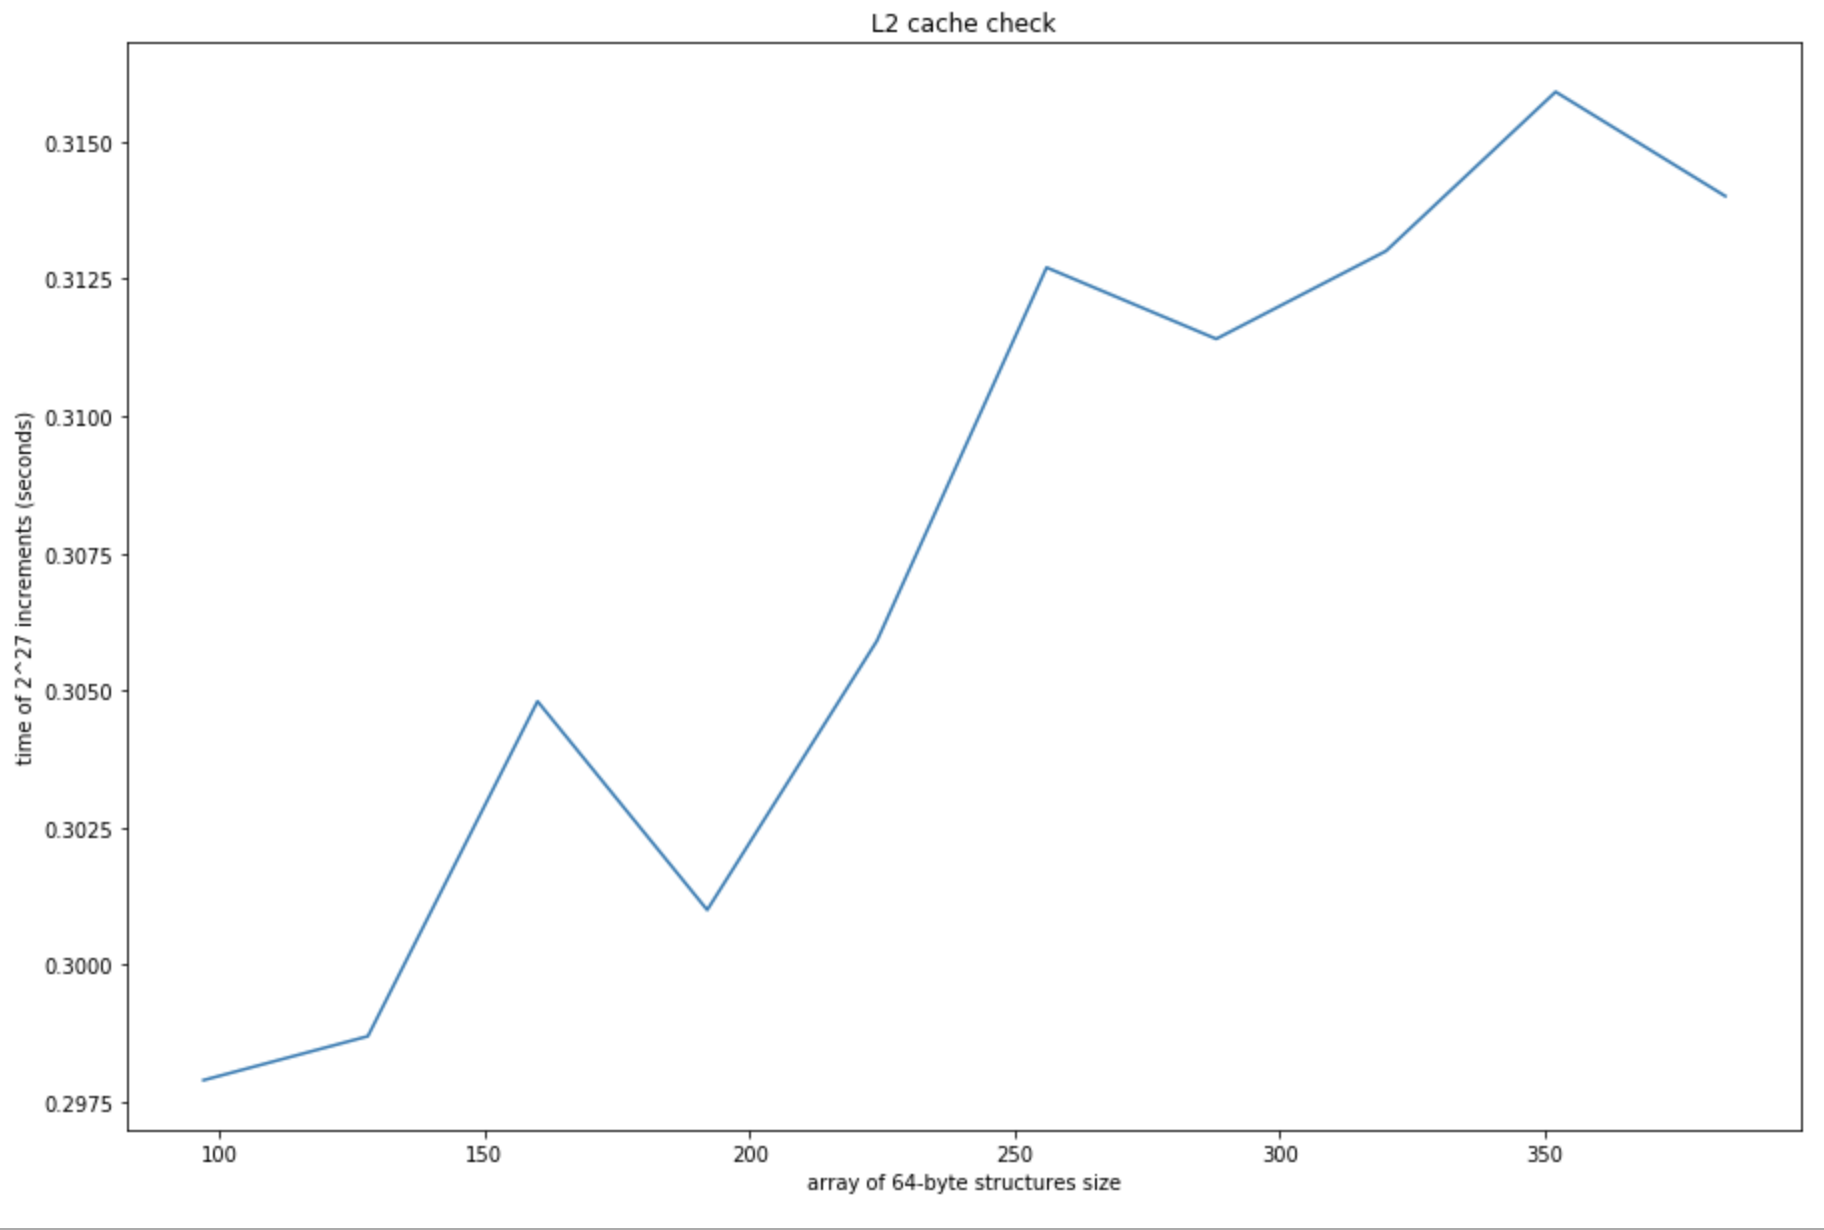 L2 cache check
time of 2^27 increments (seconds)
0.3150
0.3125
0.3100
0.3075
0.3050
0.3025
0.3000
0.2975
100 150 200 250 300 350
array of 64-byte structures size